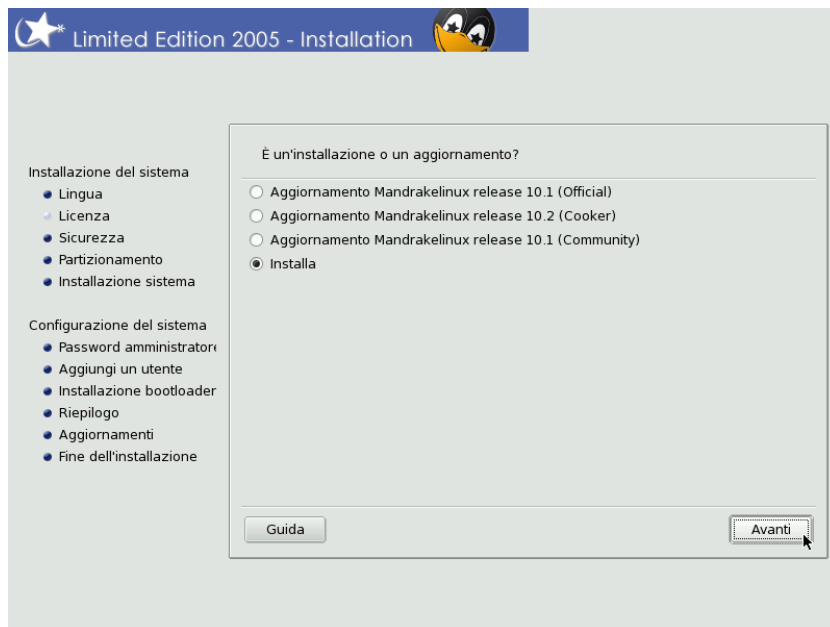 Limited Edition 2005 - Installation
Installazione del sistema
Lingua
Licenza
Sicurezza
Partizionamento
Installazione sistema
Configurazione del sistema
Password amministratore
Aggiungi un utente
Installazione bootloader
Riepilogo
Aggiornamenti
Fine dell'installazione
È un'installazione o un aggiornamento?
Aggiornamento Mandrakelinux release 10.1 (Official)
Aggiornamento Mandrakelinux release 10.2 (Cooker)
Aggiornamento Mandrakelinux release 10.1 (Community)
Installa
Guida
Avanti